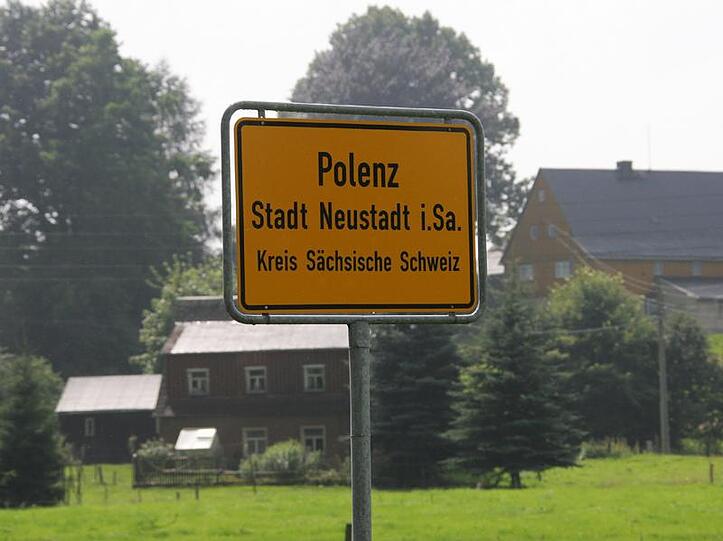 Polenz
Stadt Neustadt i.Sa.
Kreis Sächsische Schweiz